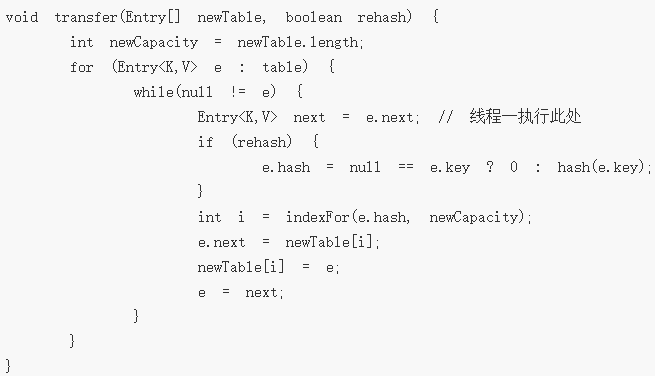 void transfer(Entry[] newTable, boolean rehash) {
int newCapacity = newTable.length;
for (Entry<K,V> e : table) {
while(null != e) {
Entry<K,V> next = e.next; // 线程一执行此处
if (rehash) {
e.hash = null == e.key ? 0 : hash(e.key);
}
int i = indexFor(e.hash, newCapacity);
e.next = newTable[i];
newTable[i] = e;
e = next;
}
}
}